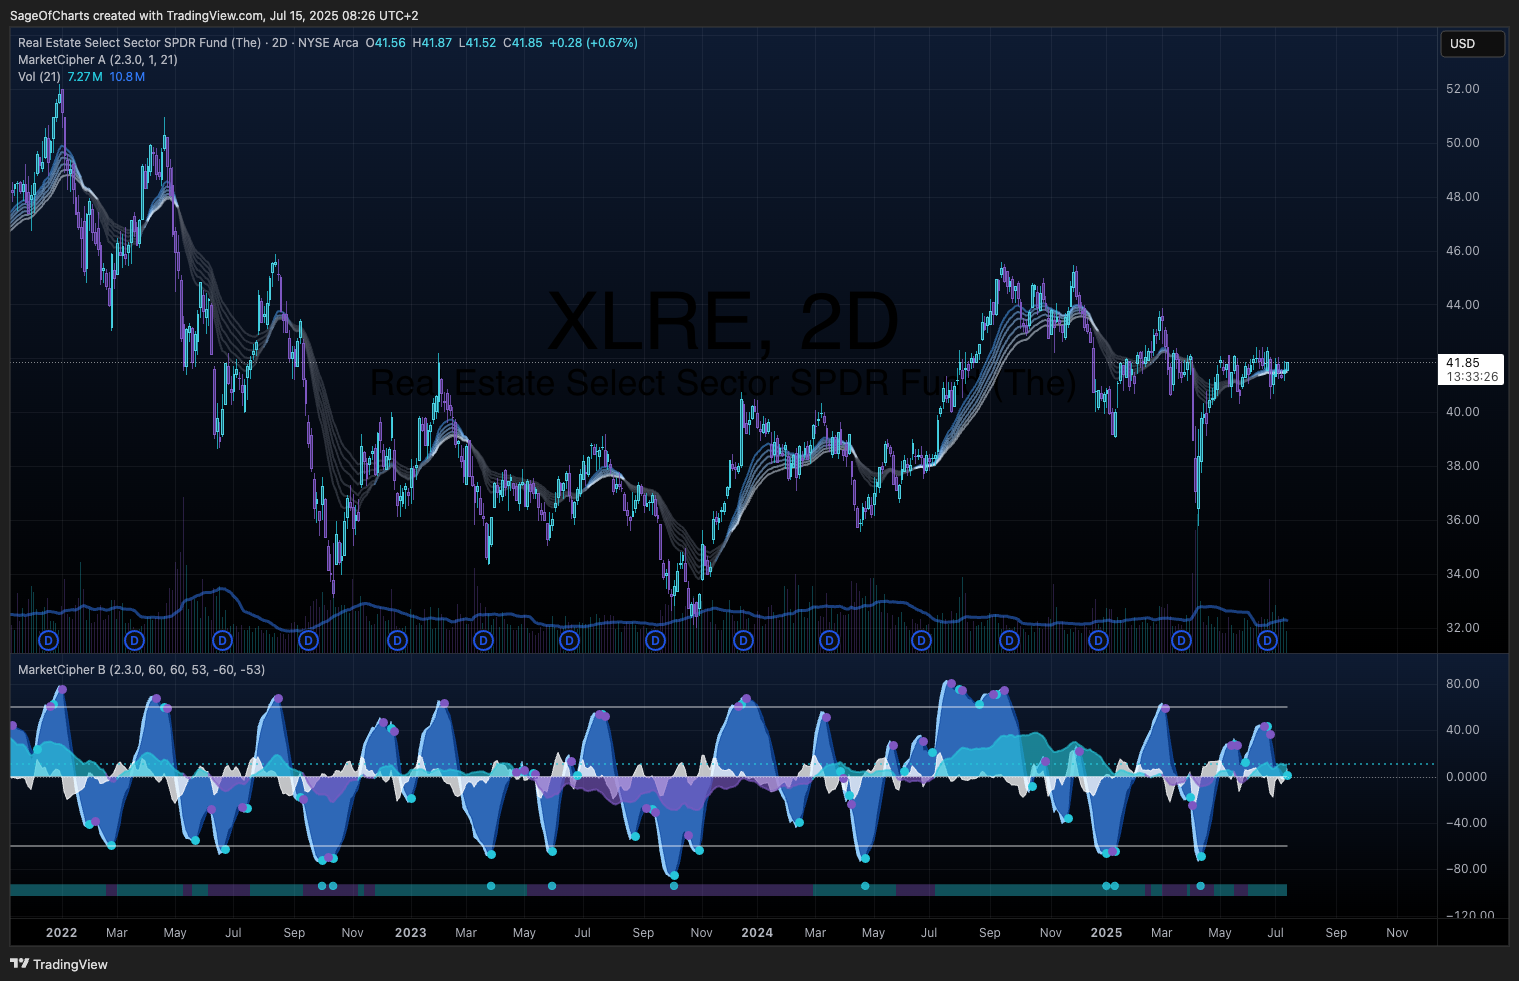 SageOfCharts created with TradingView.com, Jul 15, 2025 08:26 UTC+2
Real Estate Select Sector SPDR Fund (The) · 2D · NYSE Arca O41.56 H41.87 L41.52 C41.85 +0.28 (+0.67%)
USD
MarketCipher A (2.3.0, 1, 21)
Vol (21) 7.27M 10.8M
52.00
50.00
48.00
46.00
44.00
XLRE, 2D
41.85
13:33:26
Real Estate Select Sector SPDR Fund (The)
40.00
38.00
36.00
34.00
32.00
D D D D D D D D D D D D D D D
MarketCipher B (2.3.0, 60, 60, 53, -60, -53)
80.00
40.00
0.0000
−40.00
−80.00
−120.00
2022 Mar May Jul Sep Nov 2023 Mar May Jul Sep Nov 2024 Mar May Jul Sep Nov 2025 Mar May Jul Sep Nov
TradingView